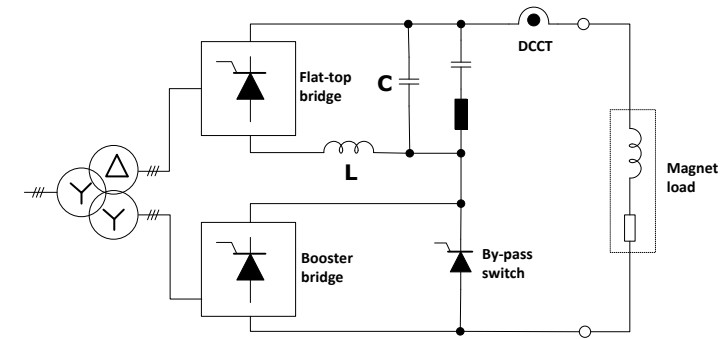 DCCT
Flat-top
bridge
C
L
Magnet
load
Booster
bridge
By-pass
switch